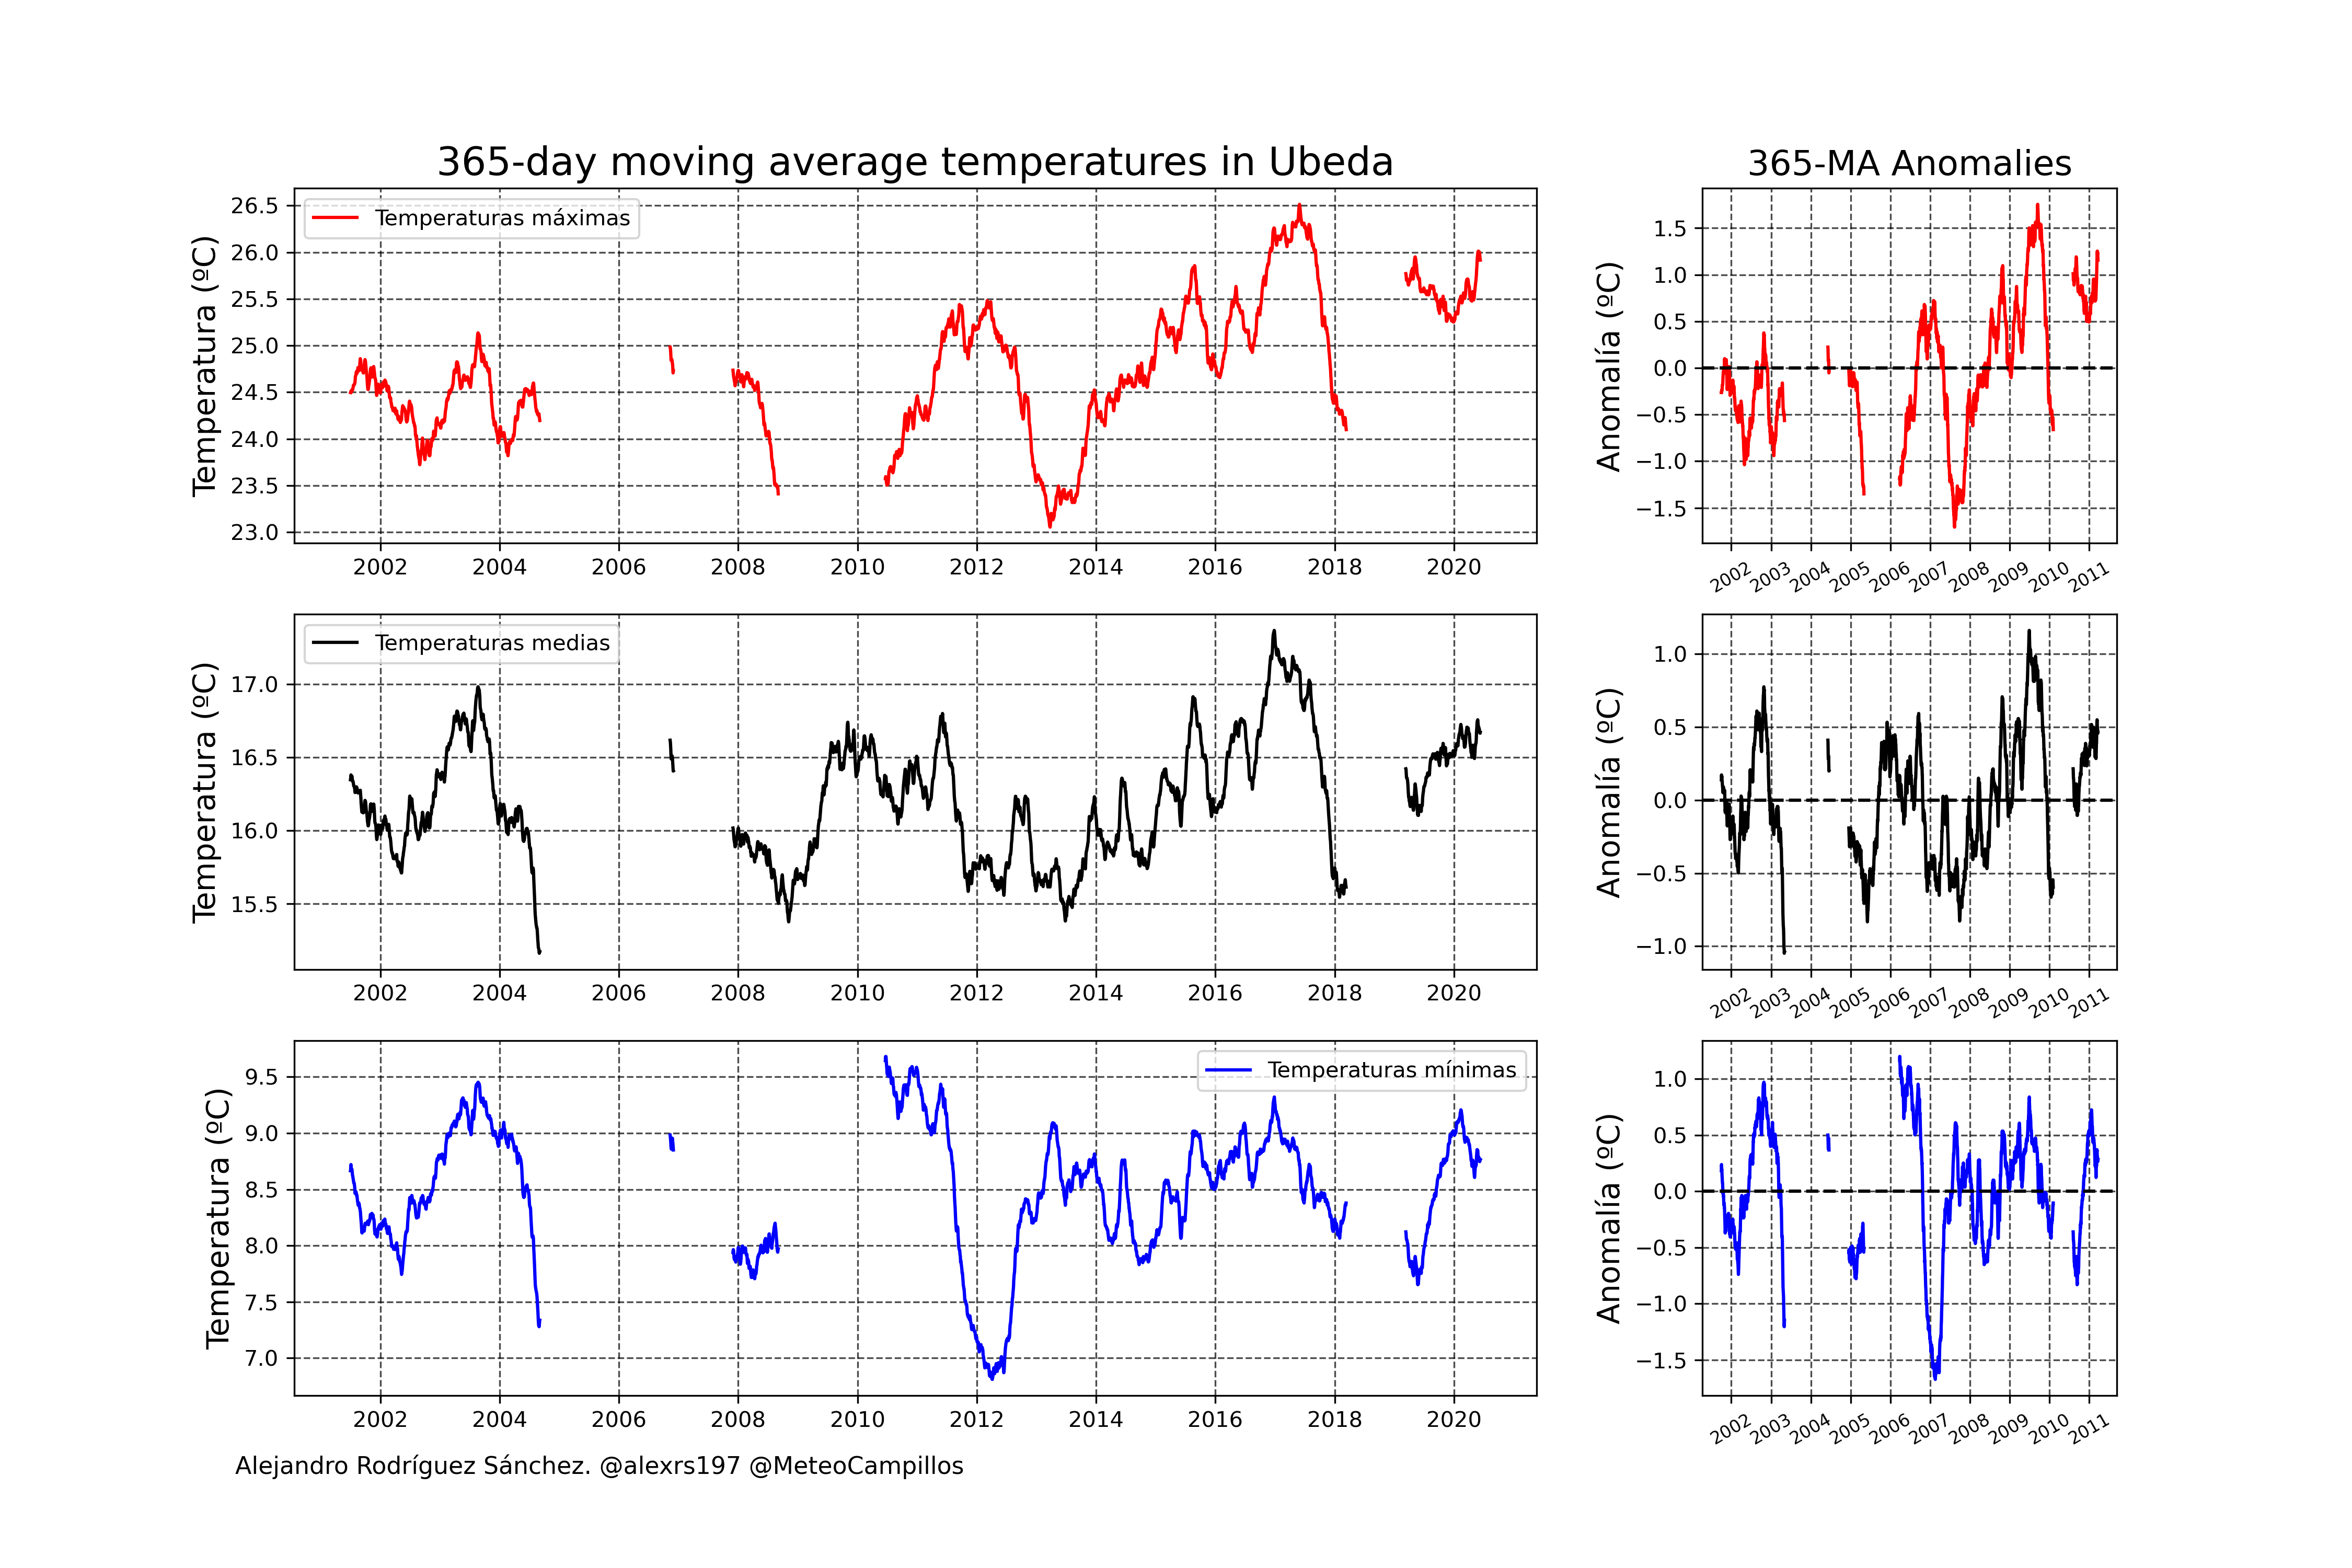 365-day moving average temperatures in Ubeda
365-MA Anomalies
Temperatura (ºC)
26.5
26.0
25.5
25.0
24.5
24.0
23.5
23.0
Temperaturas máximas
2002 2004 2006 2008 2010 2012 2014 2016 2018 2020
Anomalía (ºC)
1.5
1.0
0.5
0.0
−0.5
−1.0
−1.5
2002 2003 2004 2005 2006 2007 2008 2009 2010 2011
Temperatura (ºC)
17.0
16.5
16.0
15.5
Temperaturas medias
2002 2004 2006 2008 2010 2012 2014 2016 2018 2020
Anomalía (ºC)
1.0
0.5
0.0
−0.5
−1.0
2002 2003 2004 2005 2006 2007 2008 2009 2010 2011
Temperatura (ºC)
9.5
9.0
8.5
8.0
7.5
7.0
Temperaturas mínimas
2002 2004 2006 2008 2010 2012 2014 2016 2018 2020
Anomalía (ºC)
1.0
0.5
0.0
−0.5
−1.0
−1.5
2002 2003 2004 2005 2006 2007 2008 2009 2010 2011
Alejandro Rodríguez Sánchez. @alexrs197 @MeteoCampillos